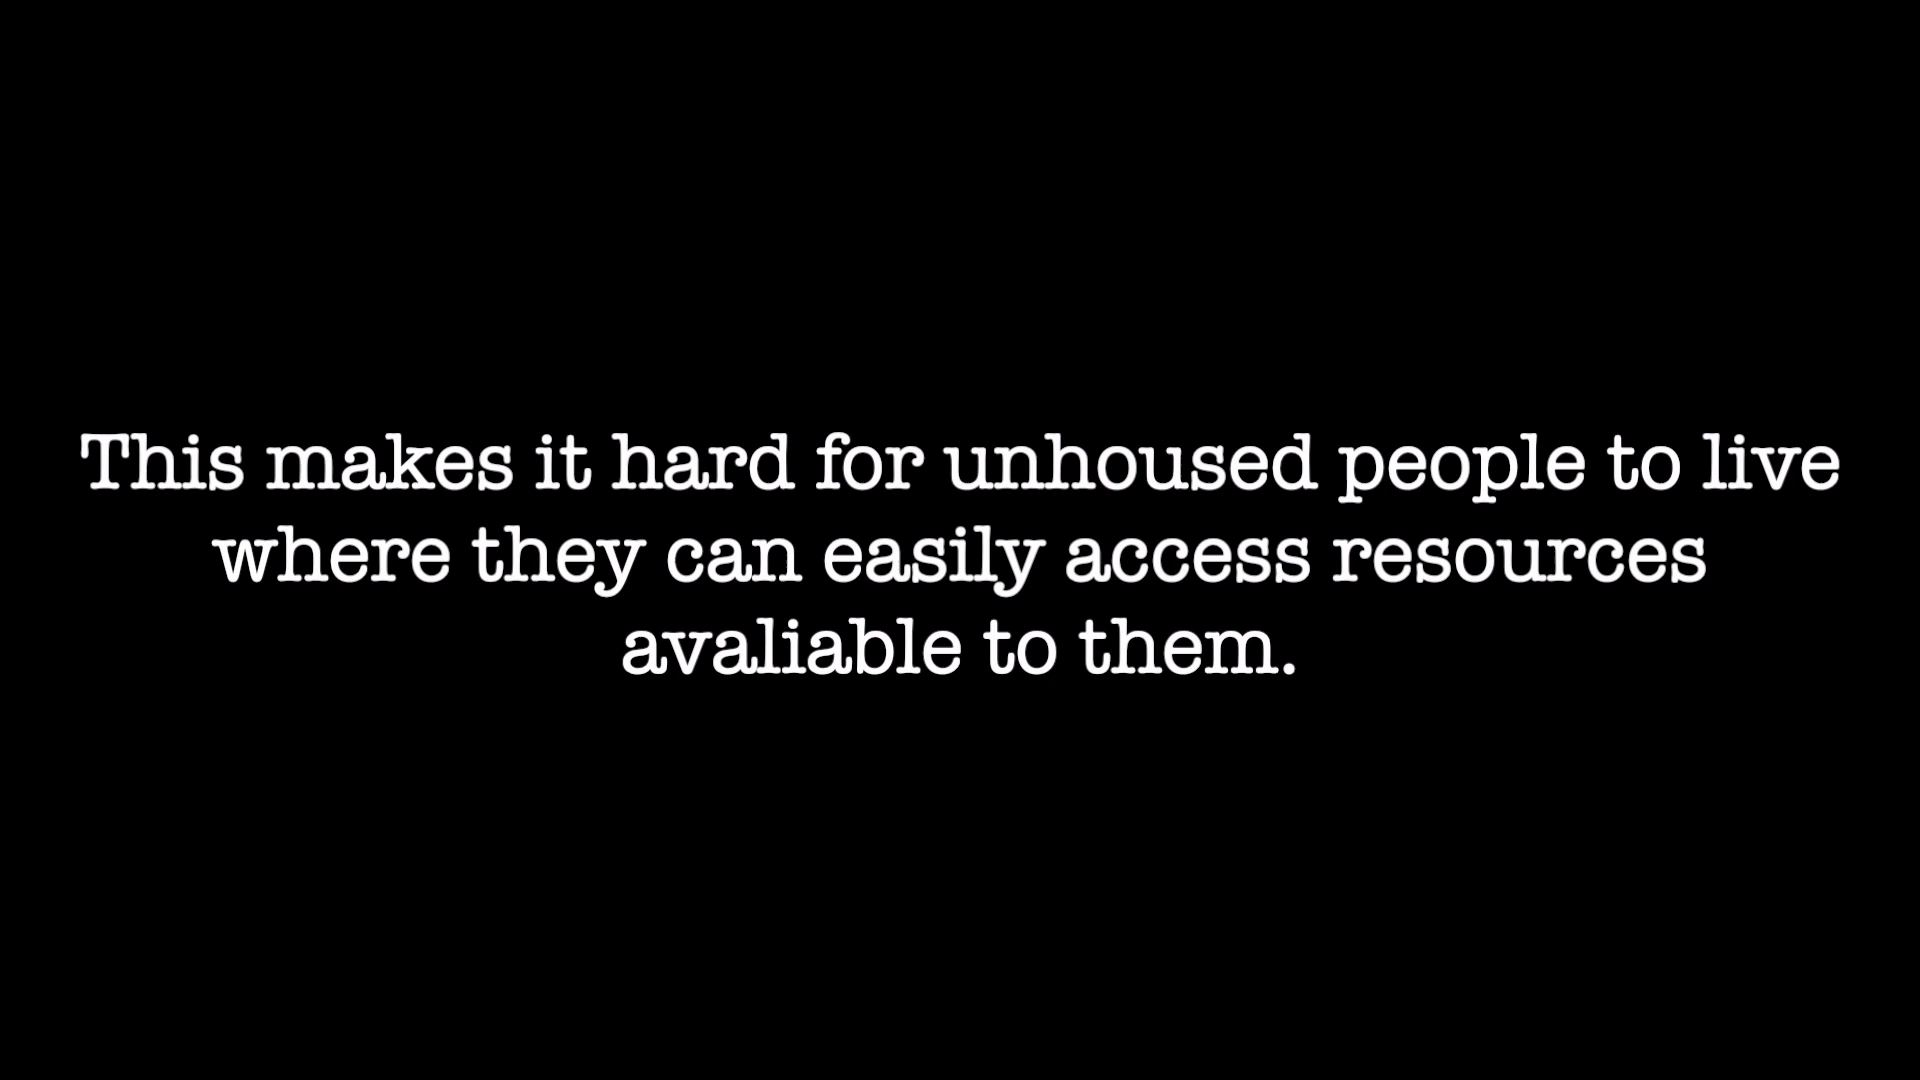 This makes it hard for unhoused people to live
where they can easily access resources
avaliable to them.